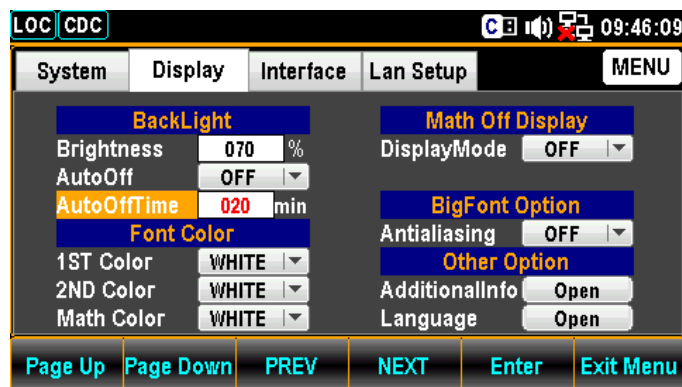 LOC CDC C 09:46:09
System Display Interface Lan Setup MENU
BackLight
Brightness 070 %
AutoOff OFF
AutoOffTime 020 min
Font Color
1ST Color WHITE
2ND Color WHITE
Math Color WHITE
Math Off Display
DisplayMode OFF
BigFont Option
Antialiasing OFF
Other Option
AdditionalInfo Open
Language Open
Page Up Page Down PREV NEXT Enter Exit Menu